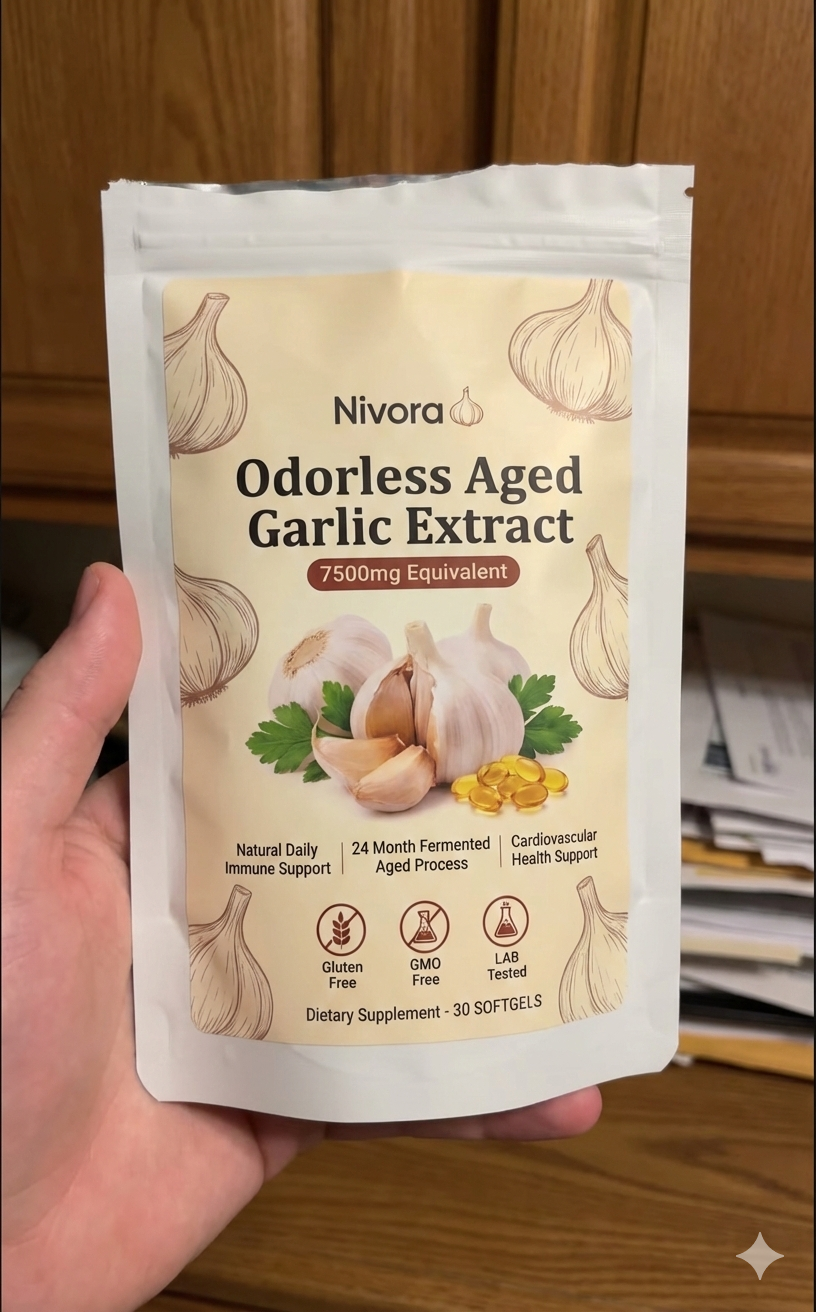 Nivora
Odorless Aged
Garlic Extract
7500mg Equivalent
Natural Daily
Immune Support
24 Month Fermented
Aged Process
Cardiovascular
Health Support
Gluten
Free
GMO
Free
LAB
Tested
Dietary Supplement - 30 SOFTGELS